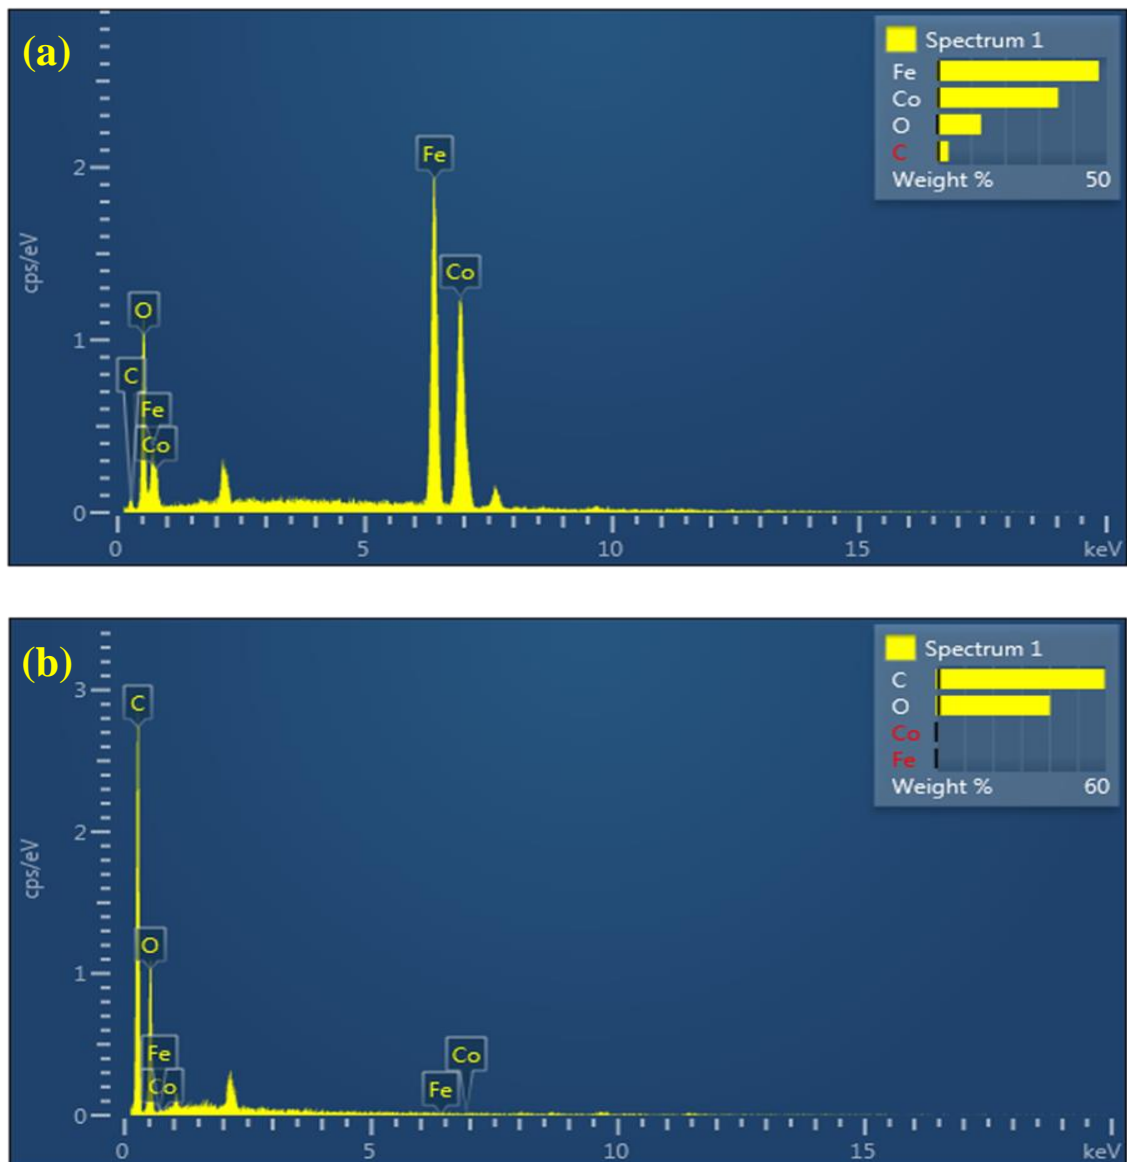 (a)
Spectrum 1
Fe
Co
O
C
Weight % 50
cps/eV
2
1
0
Fe
Co
O
C
Fe
Co
0 5 10 15 keV
(b)
Spectrum 1
C
O
Co
Fe
Weight % 60
cps/eV
3
2
1
0
C
O
Fe
Co
Co
Fe
0 5 10 15 keV